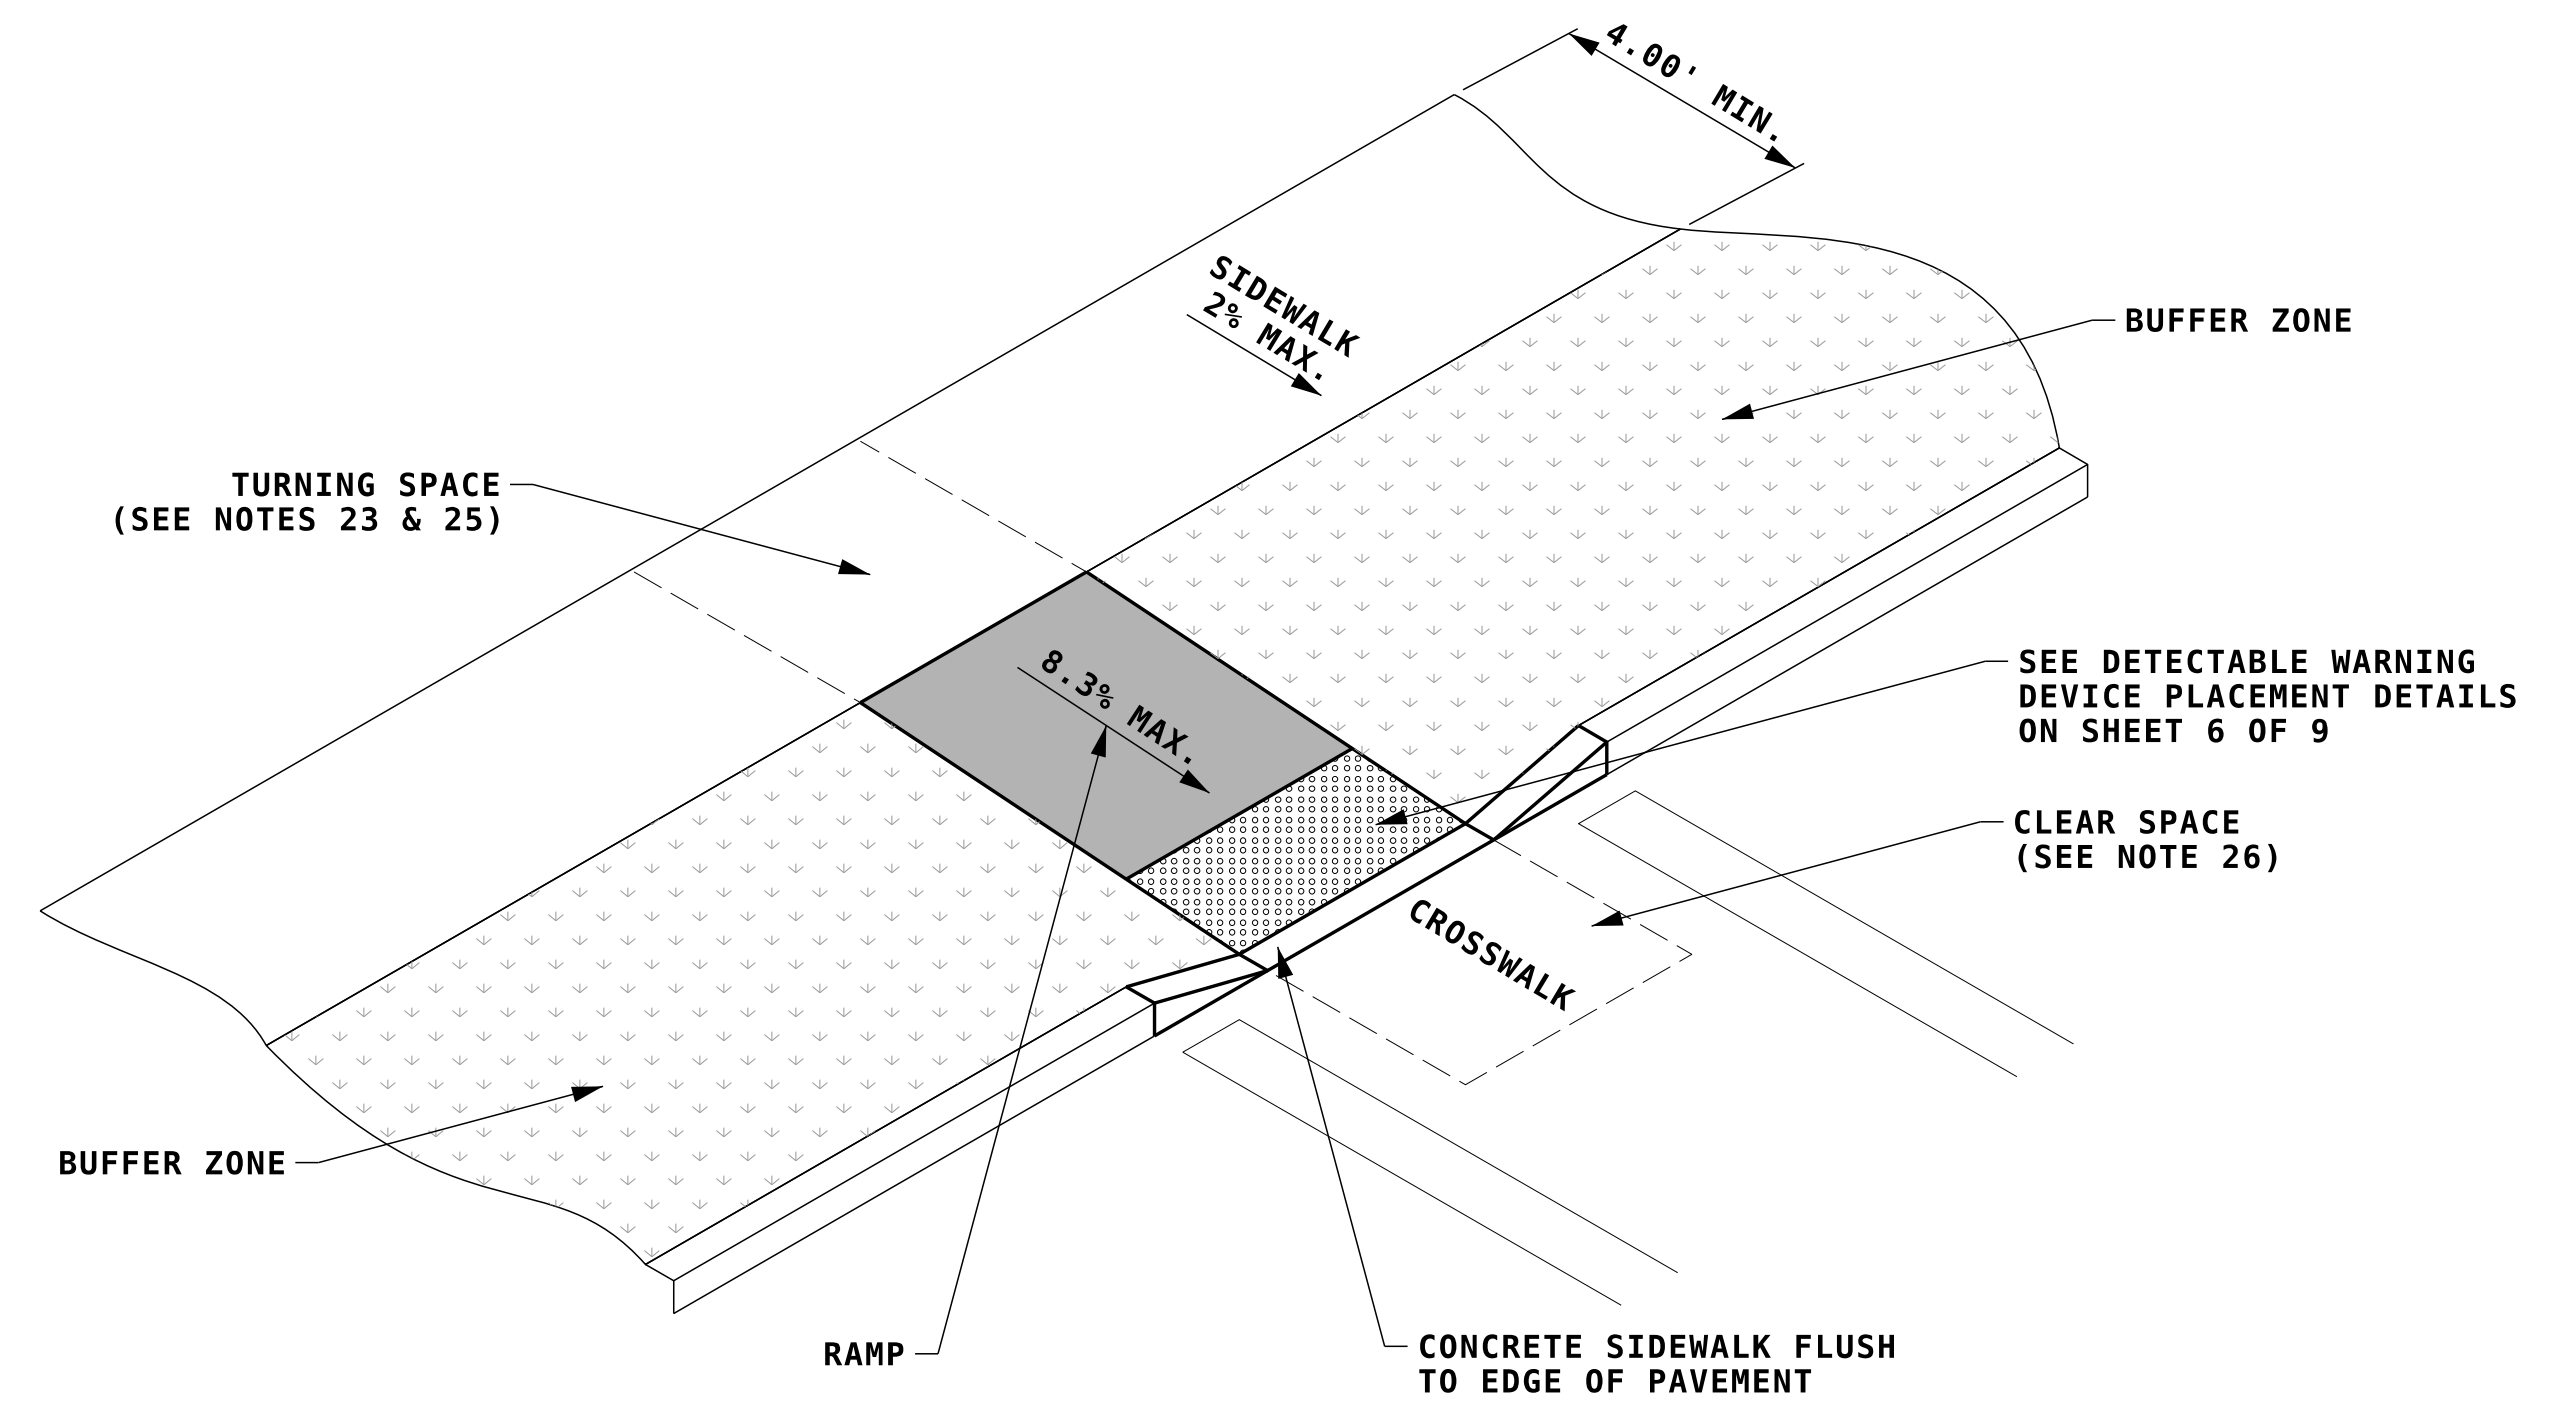 4.00' MIN.
SIDEWALK
2% MAX.
BUFFER ZONE
TURNING SPACE
(SEE NOTES 23 & 25)
8.3% MAX.
SEE DETECTABLE WARNING
DEVICE PLACEMENT DETAILS
ON SHEET 6 OF 9
CLEAR SPACE
(SEE NOTE 26)
CROSSWALK
BUFFER ZONE
RAMP
CONCRETE SIDEWALK FLUSH
TO EDGE OF PAVEMENT